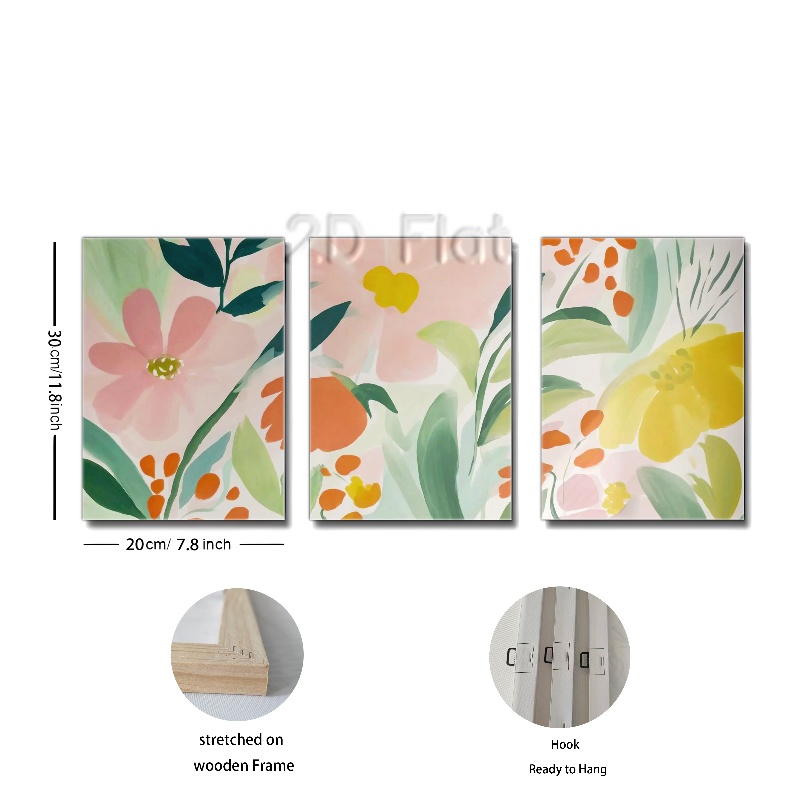 2D Flat
30cm/11.8inch
20cm/ 7.8 inch
stretched on
wooden Frame
Hook
Ready to Hang